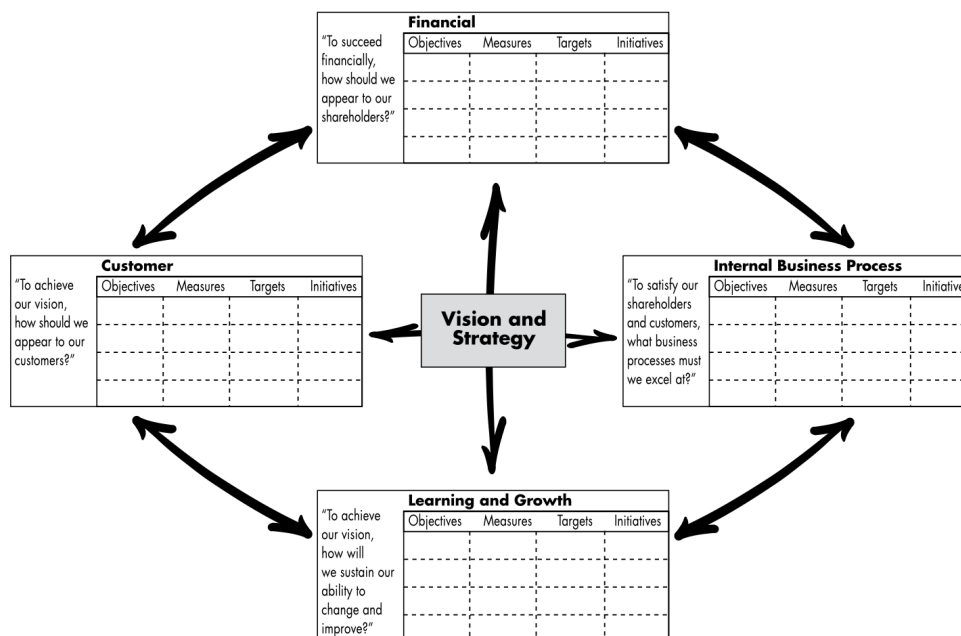 Financial
"To succeed
financially,
how should we
appear to our
shareholders?"
Objectives Measures Targets Initiatives
Customer
"To achieve
our vision,
how should we
appear to our
customers?"
Objectives Measures Targets Initiatives
Vision and
Strategy
Internal Business Process
"To satisfy our
shareholders
and customers,
what business
processes must
we excel at?"
Objectives Measures Targets Initiative
Learning and Growth
"To achieve
our vision,
how will
we sustain our
ability to
change and
improve?"
Objectives Measures Targets Initiatives